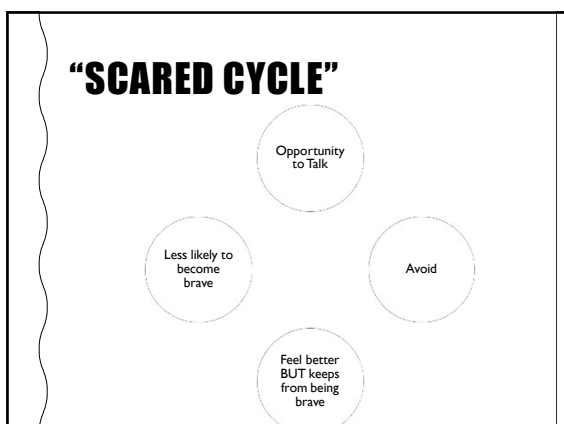 “SCARED CYCLE”
Opportunity
to Talk
Less likely to
become
brave
Avoid
Feel better
BUT keeps
from being
brave